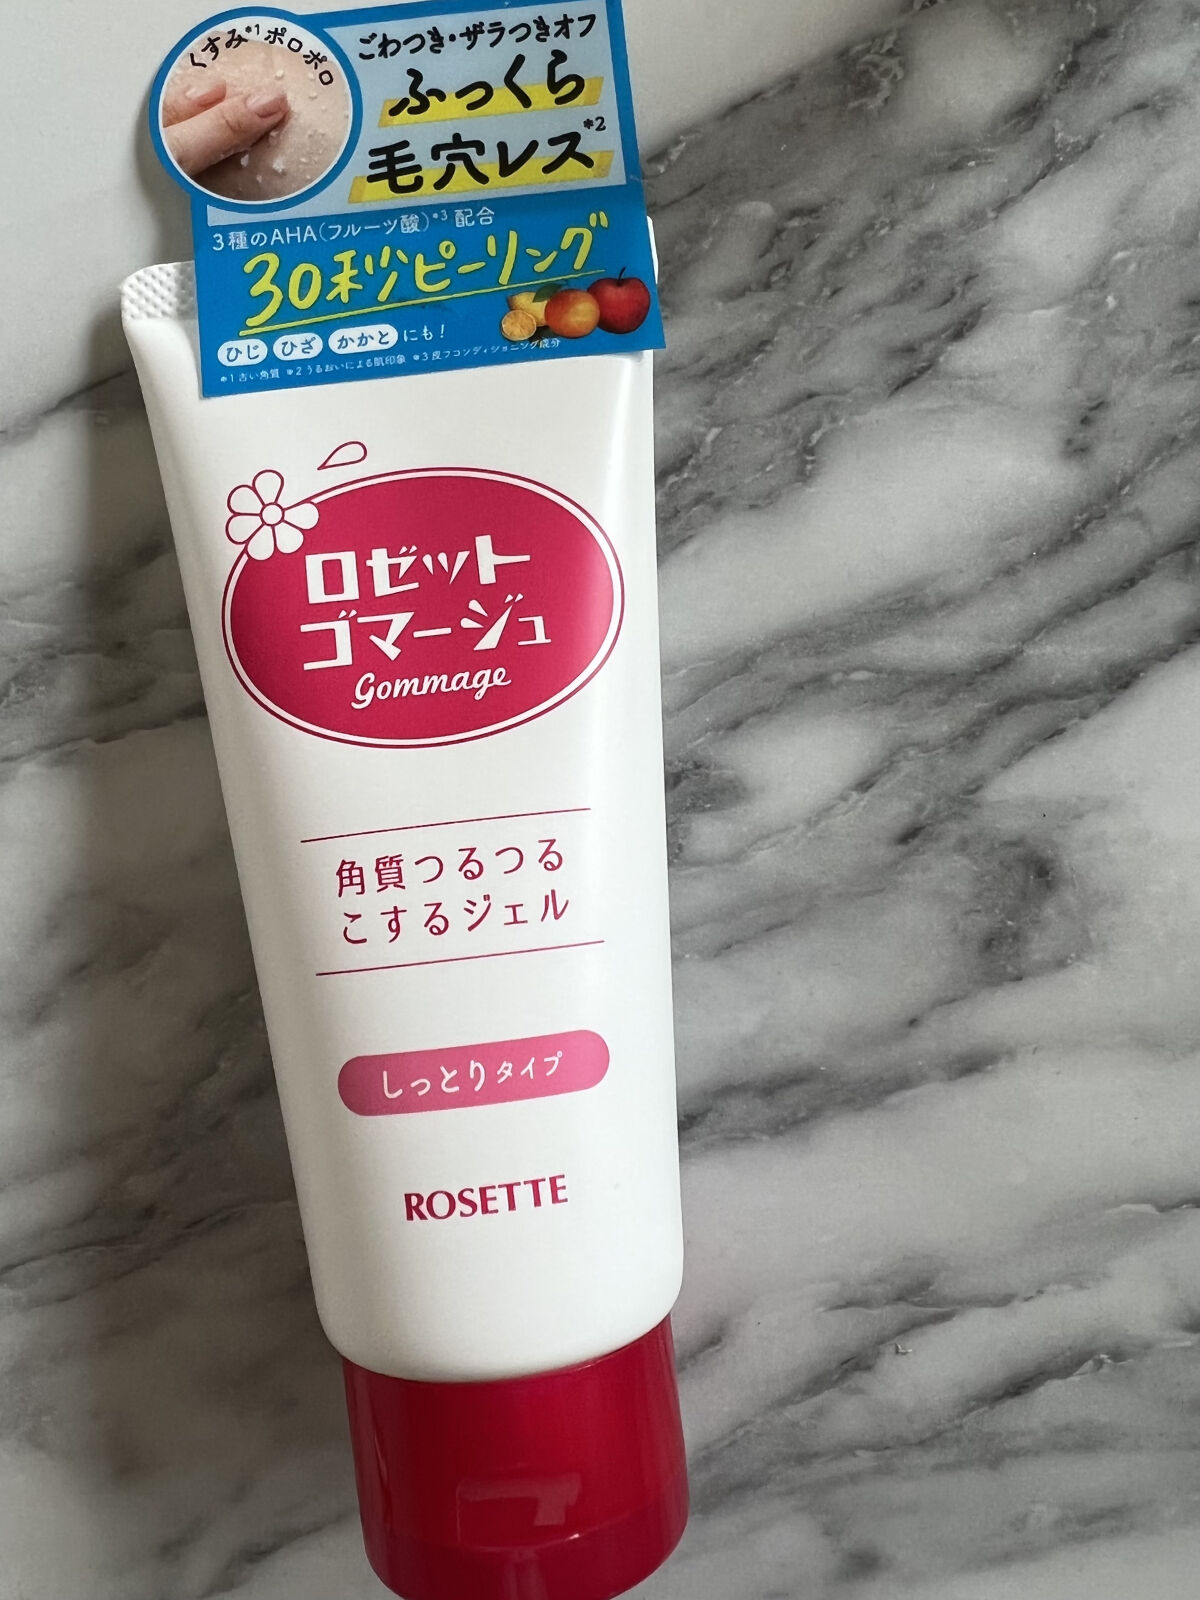 くすみ*1ポロポロ
ごわつき・ザラつきオフ
ふっくら
毛穴レス*2
3種のAHA(フルーツ酸)*3配合
30秒ピーリング
ひじ ひざ かかと にも!
*1古い角質 *2うるおいによる肌印象 *3皮フコンディショニング成分
ロゼット
ゴマージュ
Gommage
角質つるつる
こするジェル
しっとりタイプ
ROSETTE